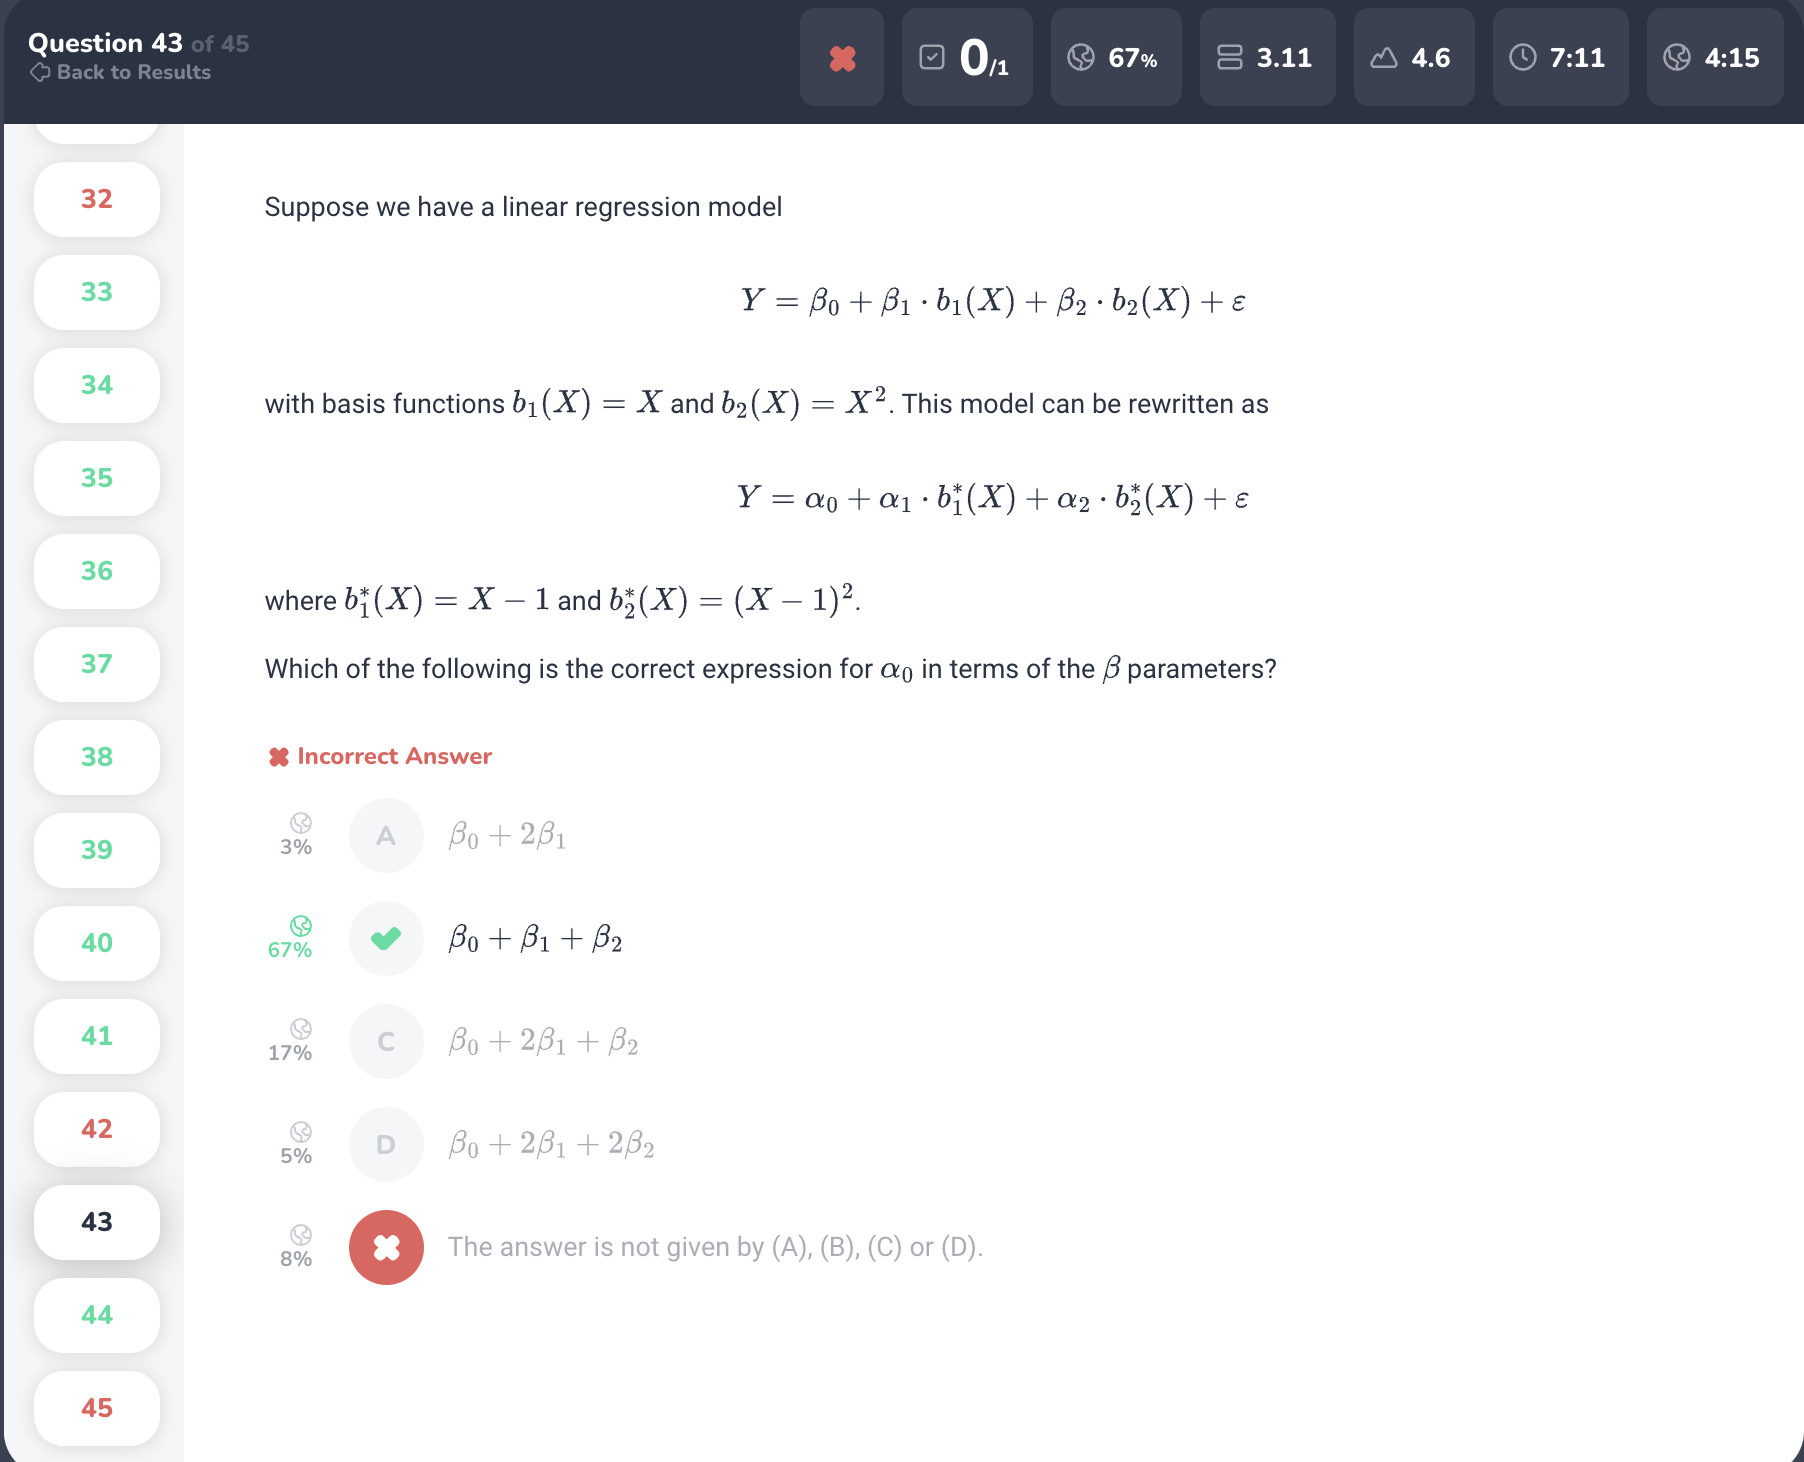 Question 43 of 45
Back to Results
0/1
67%
3.11
4.6
7:11
4:15
32
33
34
35
36
37
38
39
40
41
42
43
44
45
Suppose we have a linear regression model
Y = β₀ + β₁ · b₁(X) + β₂ · b₂(X) + ε
with basis functions b₁(X) = X and b₂(X) = X². This model can be rewritten as
Y = α₀ + α₁ · b₁*(X) + α₂ · b₂*(X) + ε
where b₁*(X) = X − 1 and b₂*(X) = (X − 1)².
Which of the following is the correct expression for α₀ in terms of the β parameters?
Incorrect Answer
3% A β₀ + 2β₁
67% β₀ + β₁ + β₂
17% C β₀ + 2β₁ + β₂
5% D β₀ + 2β₁ + 2β₂
8% The answer is not given by (A), (B), (C) or (D).